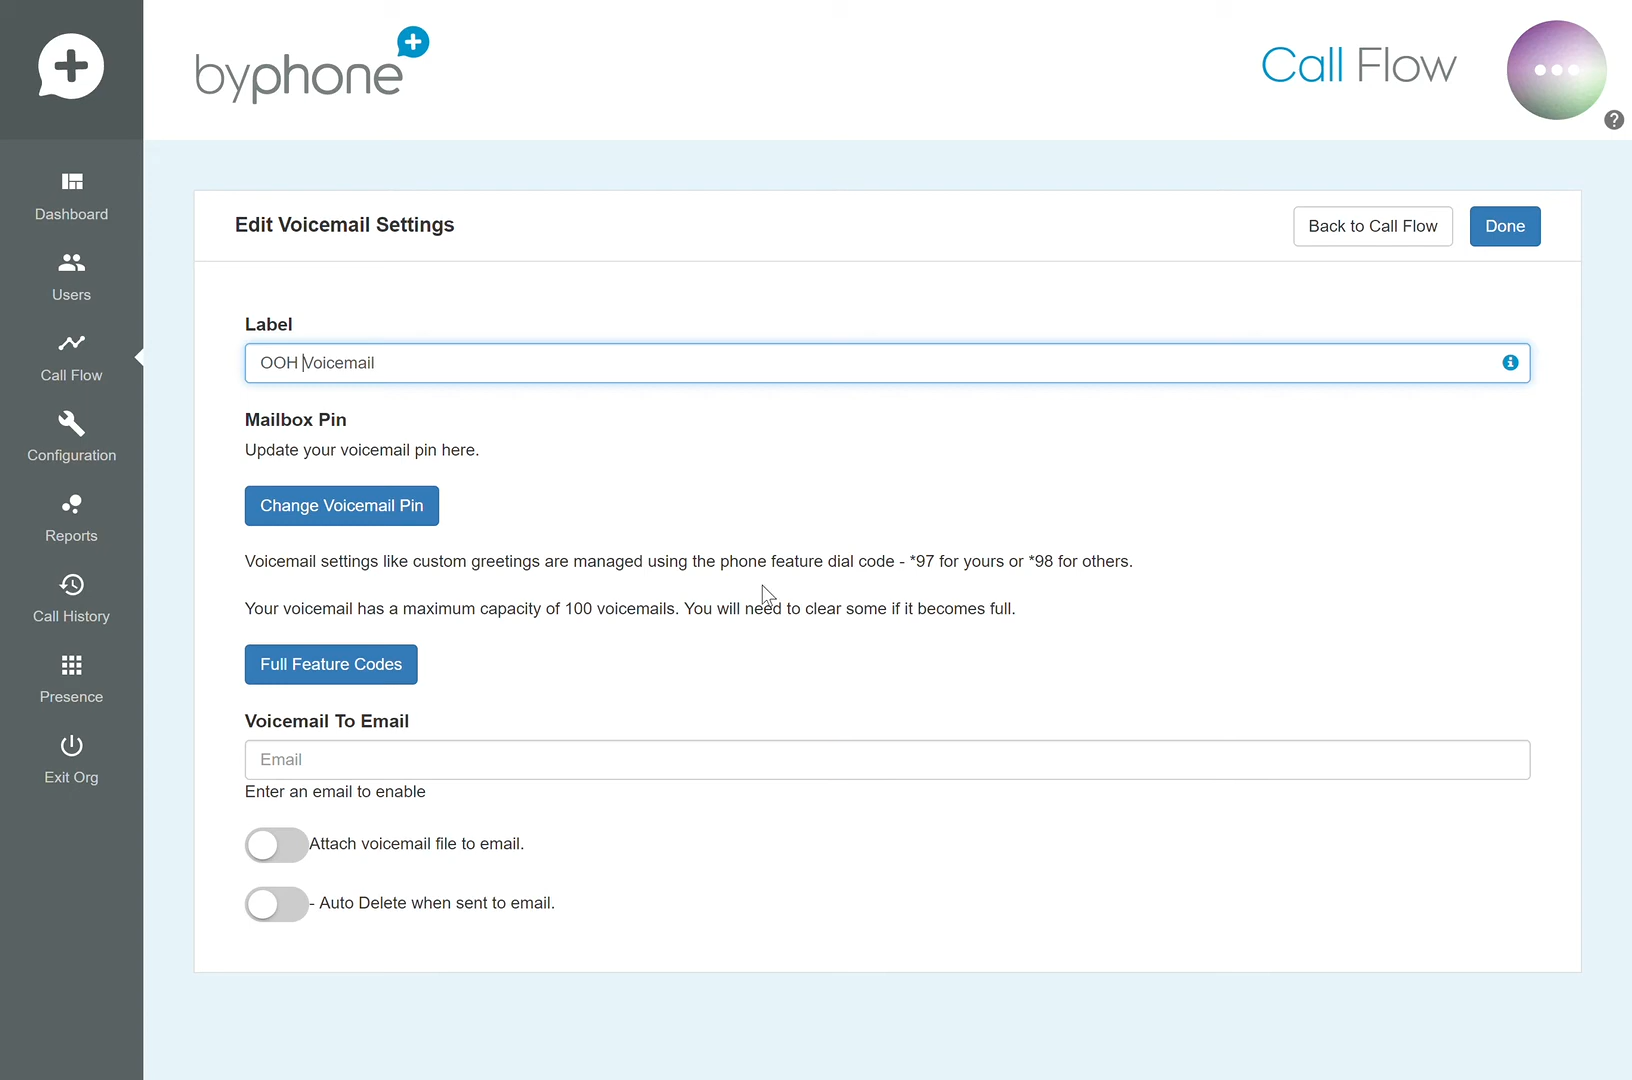 byphone
Call Flow
Dashboard
Users
Call Flow
Configuration
Reports
Call History
Presence
Exit Org
Edit Voicemail Settings
Back to Call Flow
Done
Label
OOH Voicemail
Mailbox Pin
Update your voicemail pin here.
Change Voicemail Pin
Voicemail settings like custom greetings are managed using the phone feature dial code - *97 for yours or *98 for others.
Your voicemail has a maximum capacity of 100 voicemails. You will need to clear some if it becomes full.
Full Feature Codes
Voicemail To Email
Email
Enter an email to enable
Attach voicemail file to email.
- Auto Delete when sent to email.